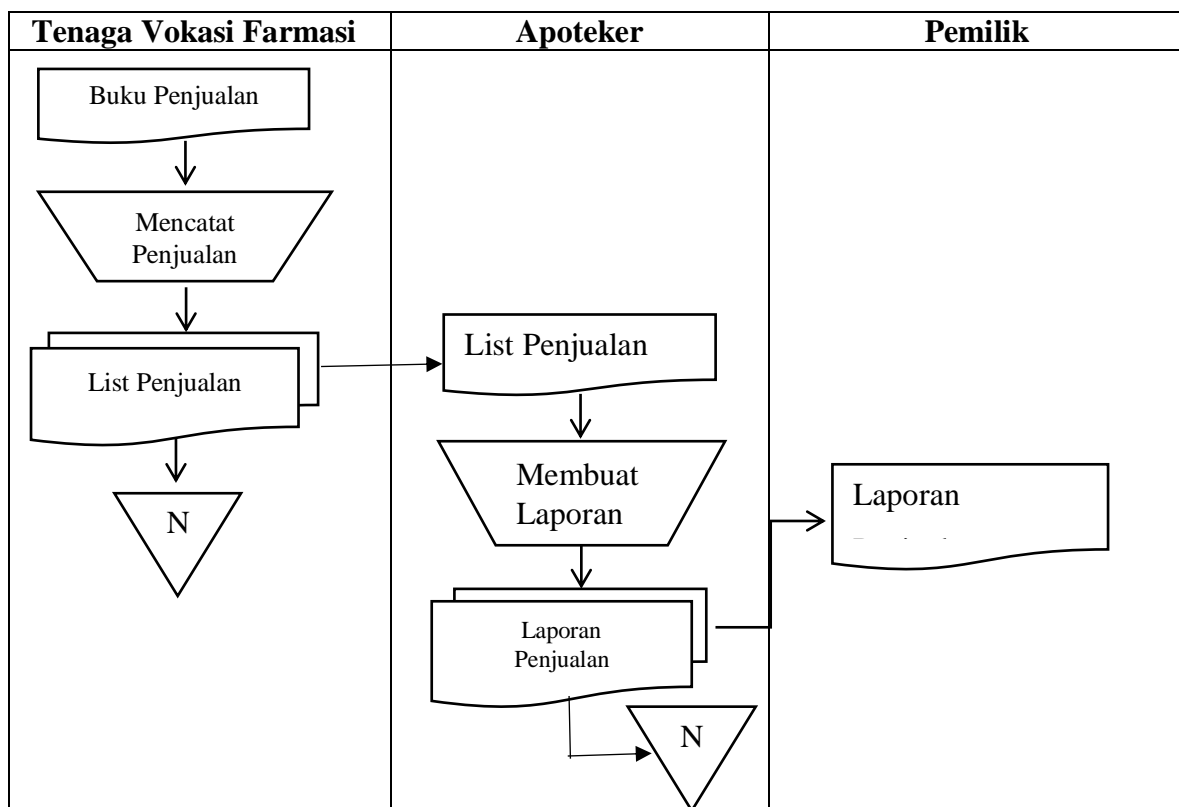 Tenaga Vokasi Farmasi
Apoteker
Pemilik
Buku Penjualan
Mencatat
Penjualan
List Penjualan
N
List Penjualan
Membuat
Laporan
Laporan
Penjualan
N
Laporan